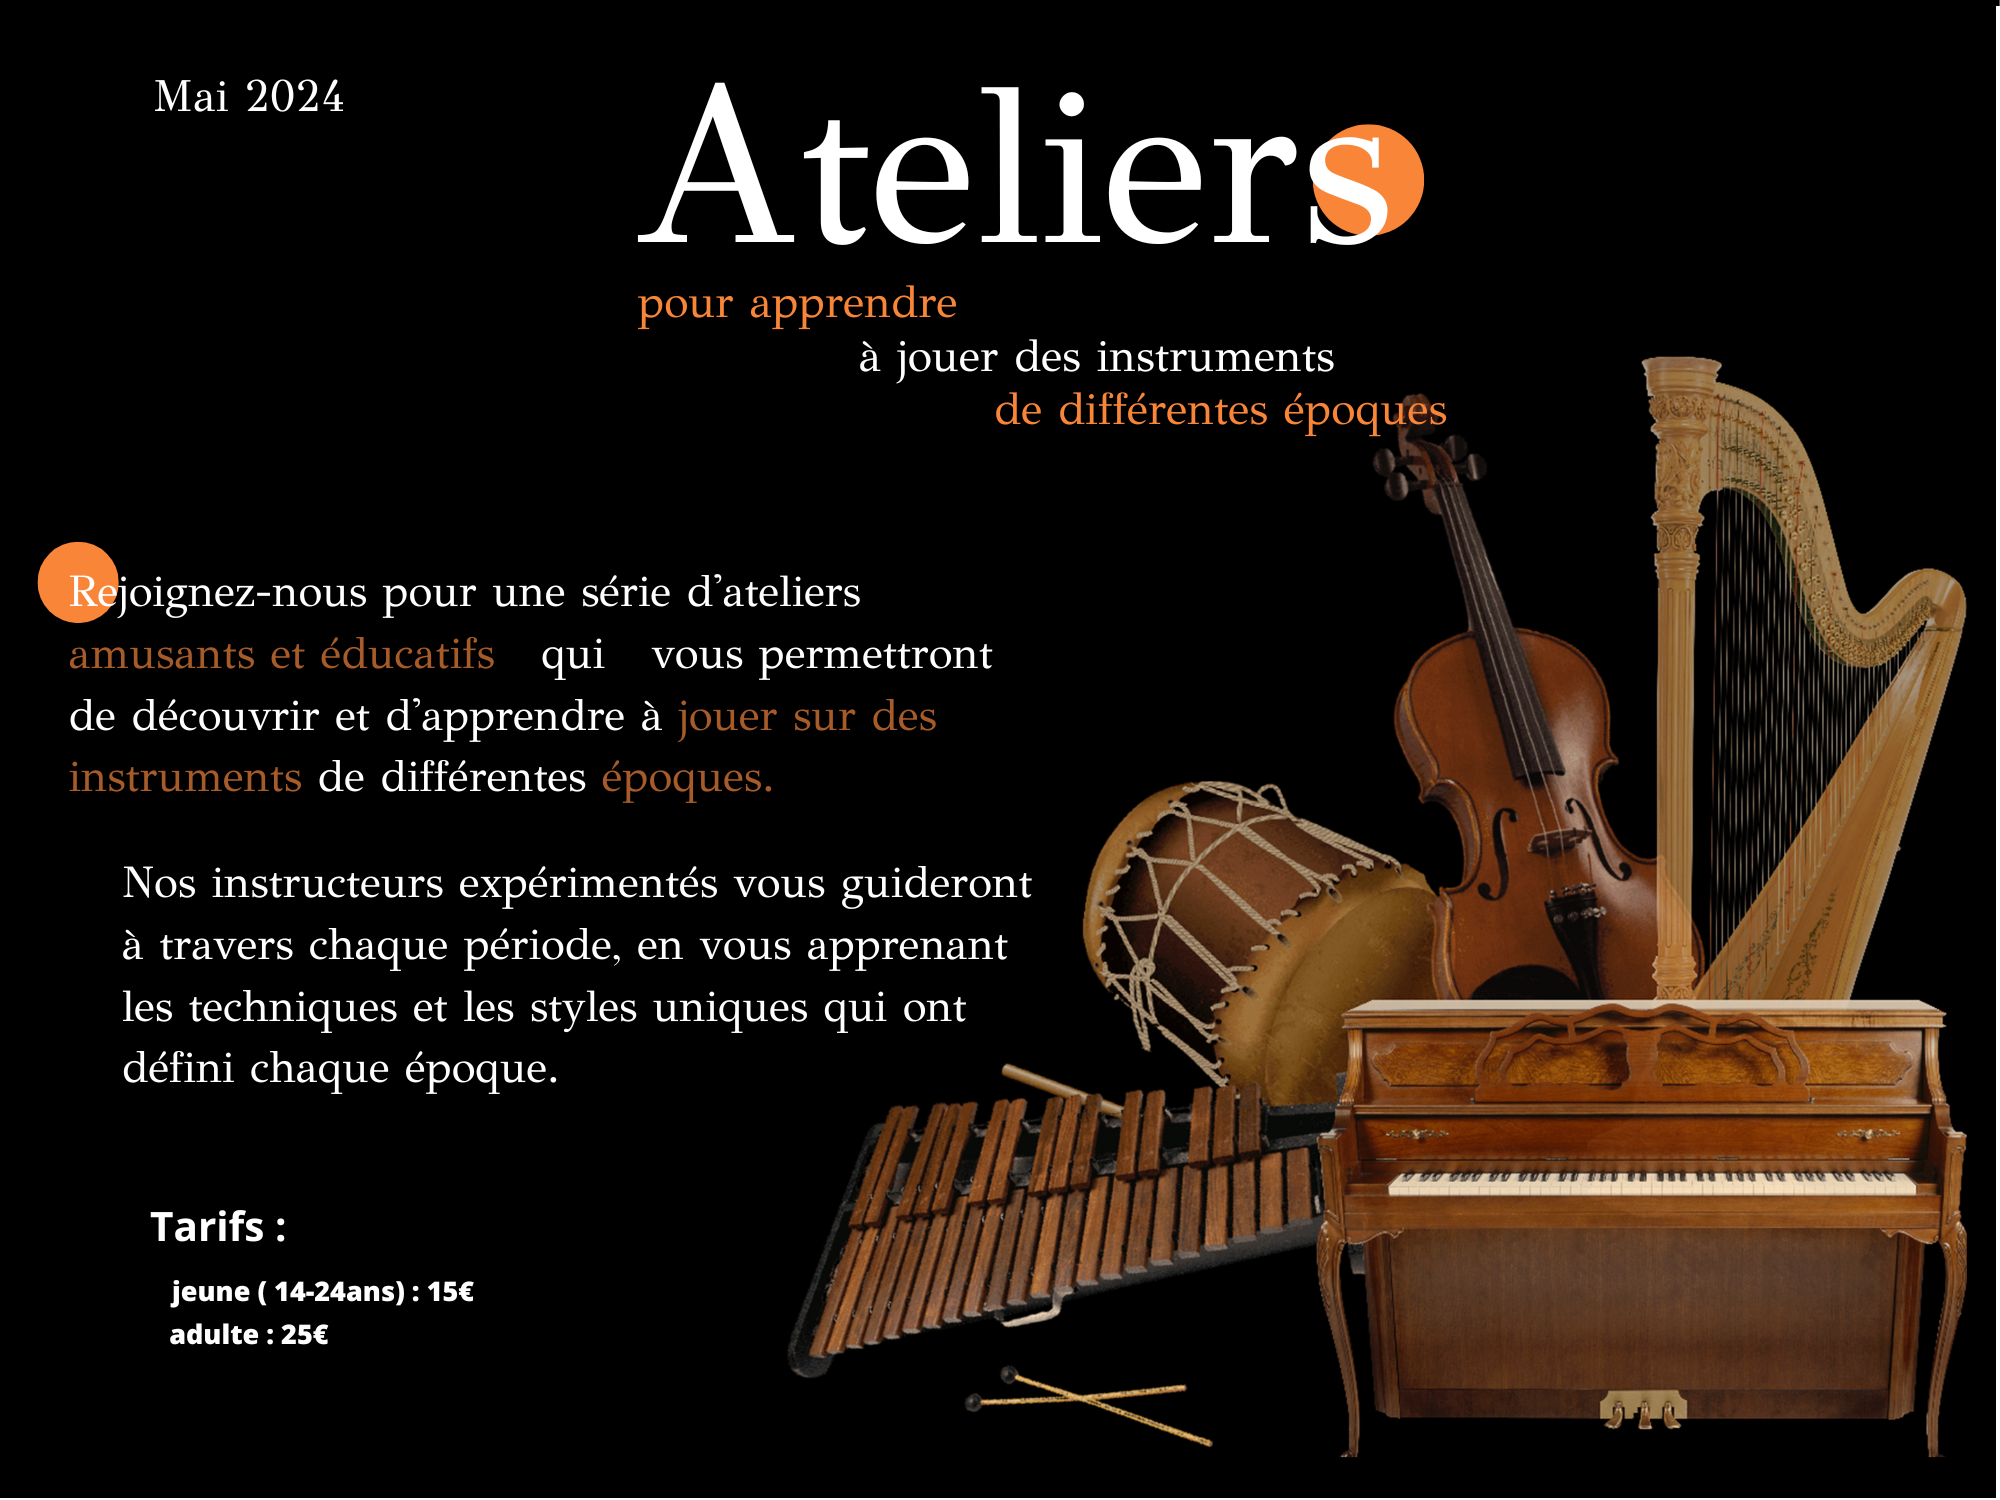 Mai 2024
Ateliers
pour apprendre
à jouer des instruments
de différentes époques
Rejoignez-nous pour une série d’ateliers
amusants et éducatifs qui vous permettront
de découvrir et d’apprendre à jouer sur des
instruments de différentes époques.
Nos instructeurs expérimentés vous guideront
à travers chaque période, en vous apprenant
les techniques et les styles uniques qui ont
défini chaque époque.
Tarifs :
jeune ( 14-24ans) : 15€
adulte : 25€